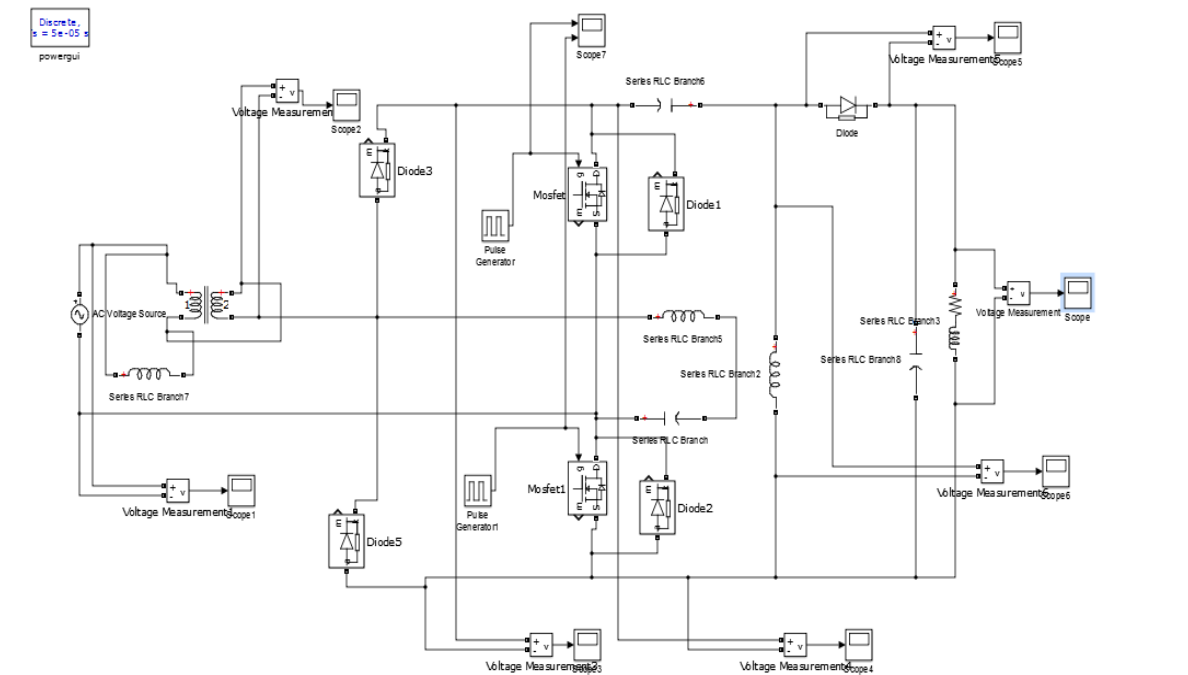 Discrete,
s = 5e-05 s
powergui
Scope7
Voltage Measurement5
Scope5
Series RLC Branch6
Voltage Measuremen
Scope2
Diode
Diode3
Mosfet
Diode1
Pulse
Generator
AC Voltage Source
1
2
Voltage Measurement
Scope
Series RLC Branch3
Series RLC Branch5
Series RLC Branch8
Series RLC Branch2
Series RLC Branch7
Series RLC Branch
Mosfet1
Voltage Measurement6
Scope6
Voltage Measurement1
Scope1
Pulse
Generator1
Diode2
Diode5
Voltage Measurement3
Scope3
Voltage Measurement4
Scope4